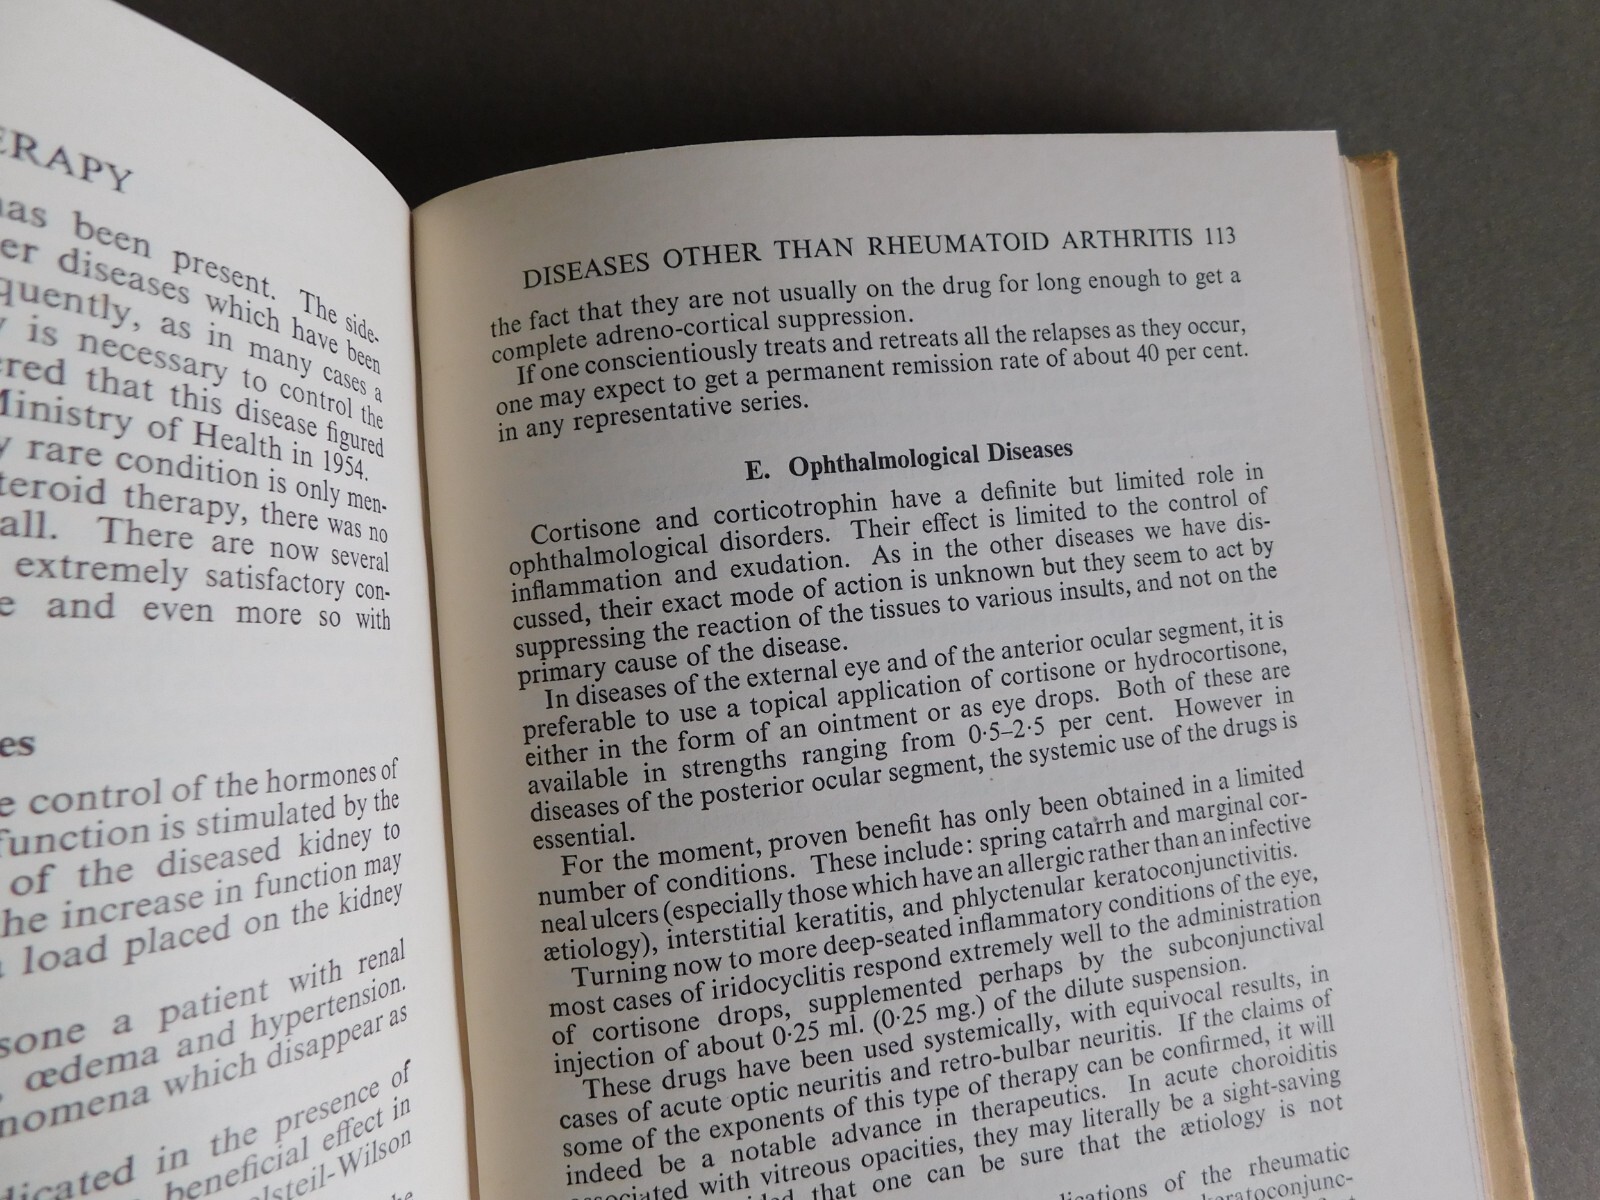 ERAPY
has been present. The side-
er diseases which have been
quently, as in many cases a
is necessary to control the
ered that this disease figured
Ministry of Health in 1954.
rare condition is only men-
teroid therapy, there was no
all. There are now several
extremely satisfactory con-
e and even more so with
es
e control of the hormones of
function is stimulated by the
of the diseased kidney to
he increase in function may
load placed on the kidney
sone a patient with renal
œdema and hypertension.
nomena which disappear as
dicated in the presence of
beneficial effect in
elsteil-Wilson
DISEASES OTHER THAN RHEUMATOID ARTHRITIS 113
the fact that they are not usually on the drug for long enough to get a
complete adreno-cortical suppression.
If one conscientiously treats and retreats all the relapses as they occur,
one may expect to get a permanent remission rate of about 40 per cent.
in any representative series.
E. Ophthalmological Diseases
Cortisone and corticotrophin have a definite but limited role in
ophthalmological disorders. Their effect is limited to the control of
inflammation and exudation. As in the other diseases we have dis-
cussed, their exact mode of action is unknown but they seem to act by
suppressing the reaction of the tissues to various insults, and not on the
primary cause of the disease.
In diseases of the external eye and of the anterior ocular segment, it is
preferable to use a topical application of cortisone or hydrocortisone,
either in the form of an ointment or as eye drops. Both of these are
available in strengths ranging from 0·5–2·5 per cent. However in
diseases of the posterior ocular segment, the systemic use of the drugs is
essential.
For the moment, proven benefit has only been obtained in a limited
number of conditions. These include: spring catarrh and marginal cor-
neal ulcers (especially those which have an allergic rather than an infective
ætiology), interstitial keratitis, and phlyctenular keratoconjunctivitis.
Turning now to more deep-seated inflammatory conditions of the eye,
most cases of iridocyclitis respond extremely well to the administration
of cortisone drops, supplemented perhaps by the subconjunctival
injection of about 0·25 ml. (0·25 mg.) of the dilute suspension.
These drugs have been used systemically, with equivocal results, in
cases of acute optic neuritis and retro-bulbar neuritis. If the claims of
some of the exponents of this type of therapy can be confirmed, it will
indeed be a notable advance in therapeutics. In acute choroiditis
associated with vitreous opacities, they may literally be a sight-saving
that one can be sure that the ætiology is not
of the rheumatic
keratoconjunc-